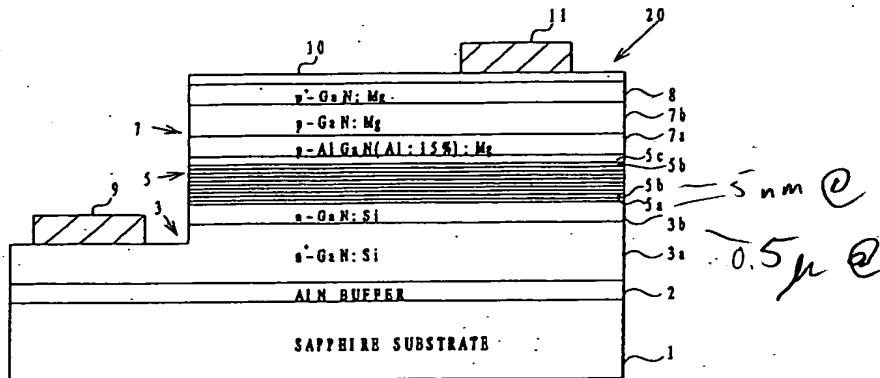 11
20
10
p⁺-GaN:Mg
8
p-GaN:Mg
7b
7
7a
p-AlGaN(Al:15%):Mg
5c
5b
5
5b
5 nm @
5a
9
3
n-GaN:Si
3b
n⁺-GaN:Si
3a
0.5 μ @
AlN BUFFER
2
SAPPHIRE SUBSTRATE
1